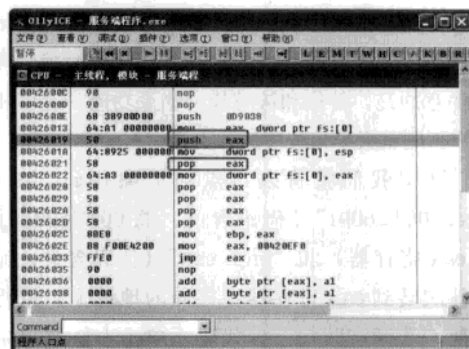 OllyICE - 服务端程序.exe
文件(F) 查看(V) 调试(D) 插件(P) 选项(T) 窗口(W) 帮助(H)
暂停 L E M T W H C / K B R
C CPU - 主线程, 模块 - 服务端程序
0042600C 90 nop
0042600D 90 nop
0042600E 68 38900D00 push 0D9038
00426013 64:A1 00000000 mov eax, dword ptr fs:[0]
00426019 50 push eax
0042601A 64:8925 000000 mov dword ptr fs:[0], esp
00426021 58 pop eax
00426022 64:A3 00000000 mov dword ptr fs:[0], eax
00426028 58 pop eax
00426029 58 pop eax
0042602A 58 pop eax
0042602B 58 pop eax
0042602C 8BE8 mov ebp, eax
0042602E B8 F00E4200 mov eax, 00420EF0
00426033 FFE0 jmp eax
00426035 90 nop
00426036 0000 add byte ptr [eax], al
00426038 0000 add byte ptr [eax], al
Command
程序入口点